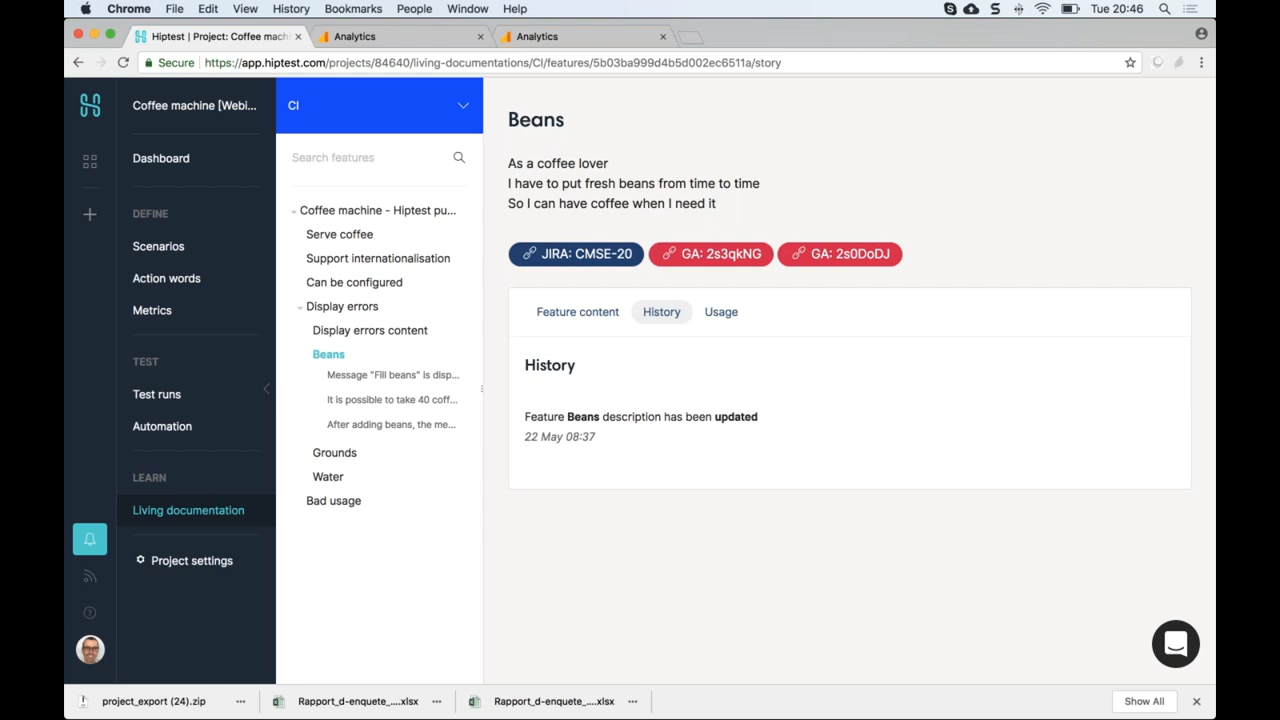 Chrome File Edit View History Bookmarks People Window Help Tue 20:46
Hiptest | Project: Coffee mach Analytics Analytics
Secure https://app.hiptest.com/projects/84640/living-documentations/CI/features/5b03ba999d4b5d002ec6511a/story
Coffee machine [Webi...
Dashboard
DEFINE
Scenarios
Action words
Metrics
TEST
Test runs
Automation
LEARN
Living documentation
Project settings
CI
Search features
Coffee machine - Hiptest pu...
Serve coffee
Support internationalisation
Can be configured
Display errors
Display errors content
Beans
Message "Fill beans" is disp...
It is possible to take 40 coff...
After adding beans, the me...
Grounds
Water
Bad usage
Beans
As a coffee lover
I have to put fresh beans from time to time
So I can have coffee when I need it
JIRA: CMSE-20 GA: 2s3qkNG GA: 2s0DoDJ
Feature content History Usage
History
Feature Beans description has been updated
22 May 08:37
project_export (24).zip Rapport_d-enquete_....xlsx Rapport_d-enquete_....xlsx Show All